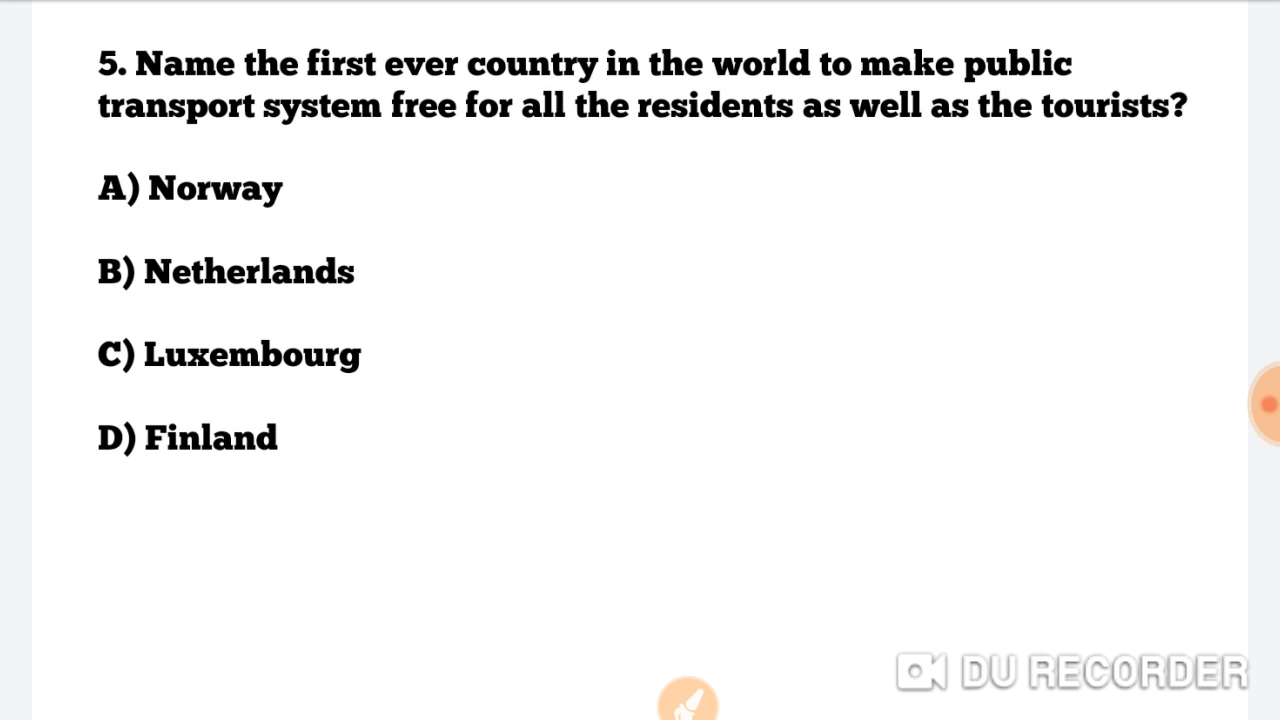 5. Name the first ever country in the world to make public
transport system free for all the residents as well as the tourists?
A) Norway
B) Netherlands
C) Luxembourg
D) Finland
DU RECORDER